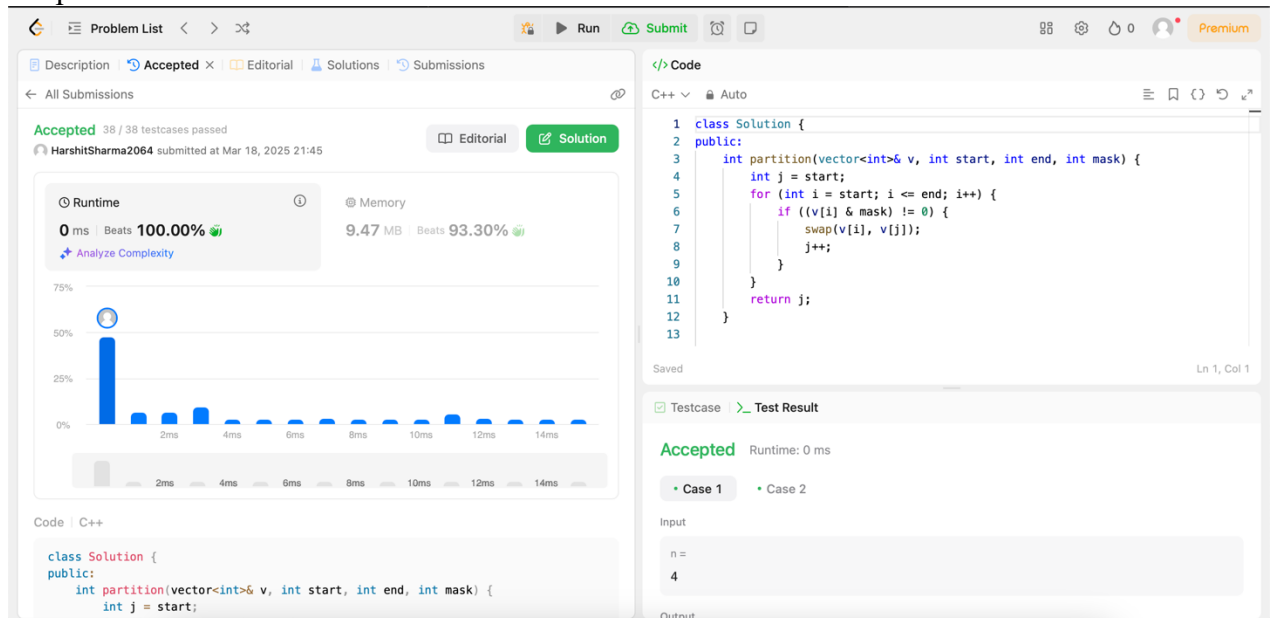 Problem List
Run
Submit
0
Premium
Description
Accepted
Editorial
Solutions
Submissions
All Submissions
Accepted 38 / 38 testcases passed
HarshitSharma2064 submitted at Mar 18, 2025 21:45
Editorial
Solution
Runtime
0 ms Beats 100.00%
Analyze Complexity
Memory
9.47 MB Beats 93.30%
75%
50%
25%
0%
2ms 4ms 6ms 8ms 10ms 12ms 14ms
2ms 4ms 6ms 8ms 10ms 12ms 14ms
Code C++
class Solution {
public:
int partition(vector<int>& v, int start, int end, int mask) {
int j = start;
</> Code
C++ Auto
1 class Solution {
2 public:
3 int partition(vector<int>& v, int start, int end, int mask) {
4 int j = start;
5 for (int i = start; i <= end; i++) {
6 if ((v[i] & mask) != 0) {
7 swap(v[i], v[j]);
8 j++;
9 }
10 }
11 return j;
12 }
13
Saved
Ln 1, Col 1
Testcase
>_ Test Result
Accepted Runtime: 0 ms
• Case 1 • Case 2
Input
n =
4
Output